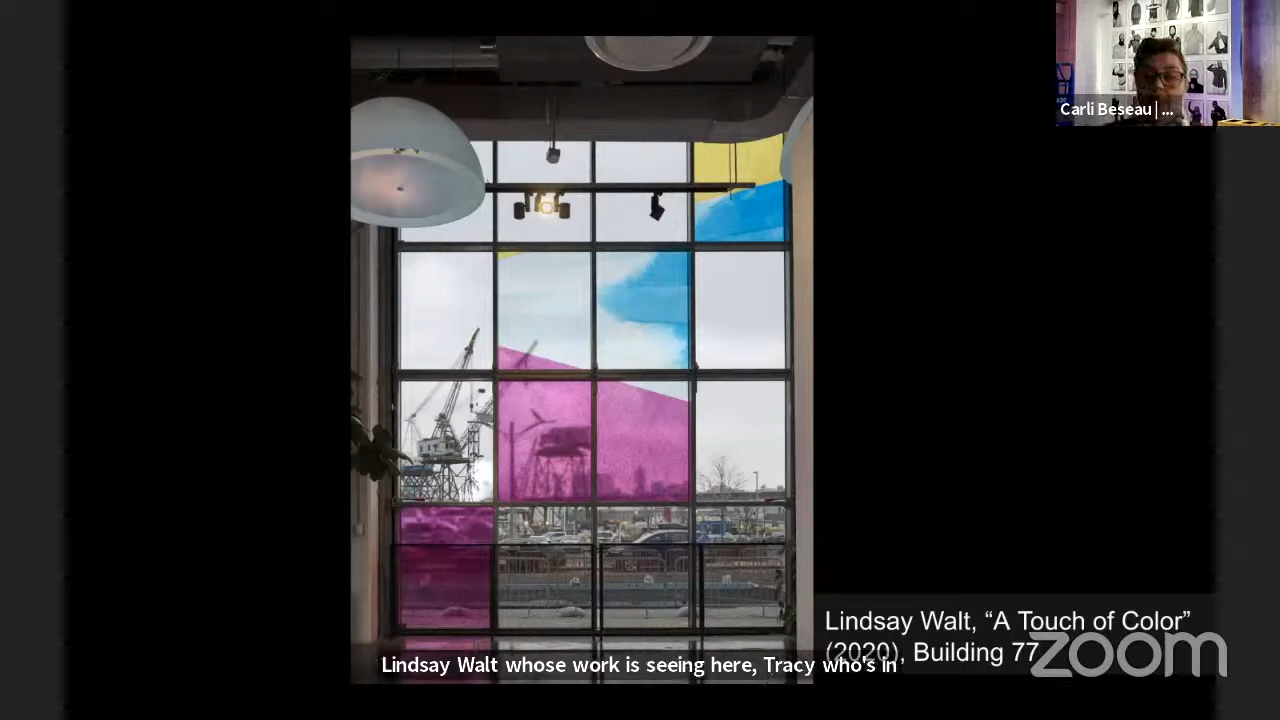 Carli Beseau | ...
Lindsay Walt, “A Touch of Color”
(2020), Building 77
zoom
Lindsay Walt whose work is seeing here, Tracy who's in